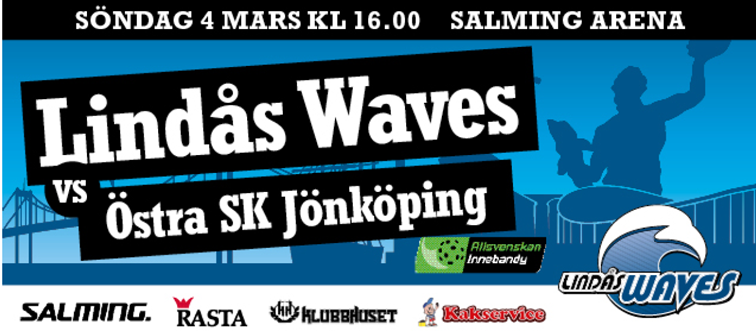 SÖNDAG 4 MARS KL 16.00 SALMING ARENA
Lindås Waves
vs
Östra SK Jönköping
Allsvenskan
Innebandy
LINDÅS WAVES
SALMING. RASTA KLUBBHUSET Kakservice